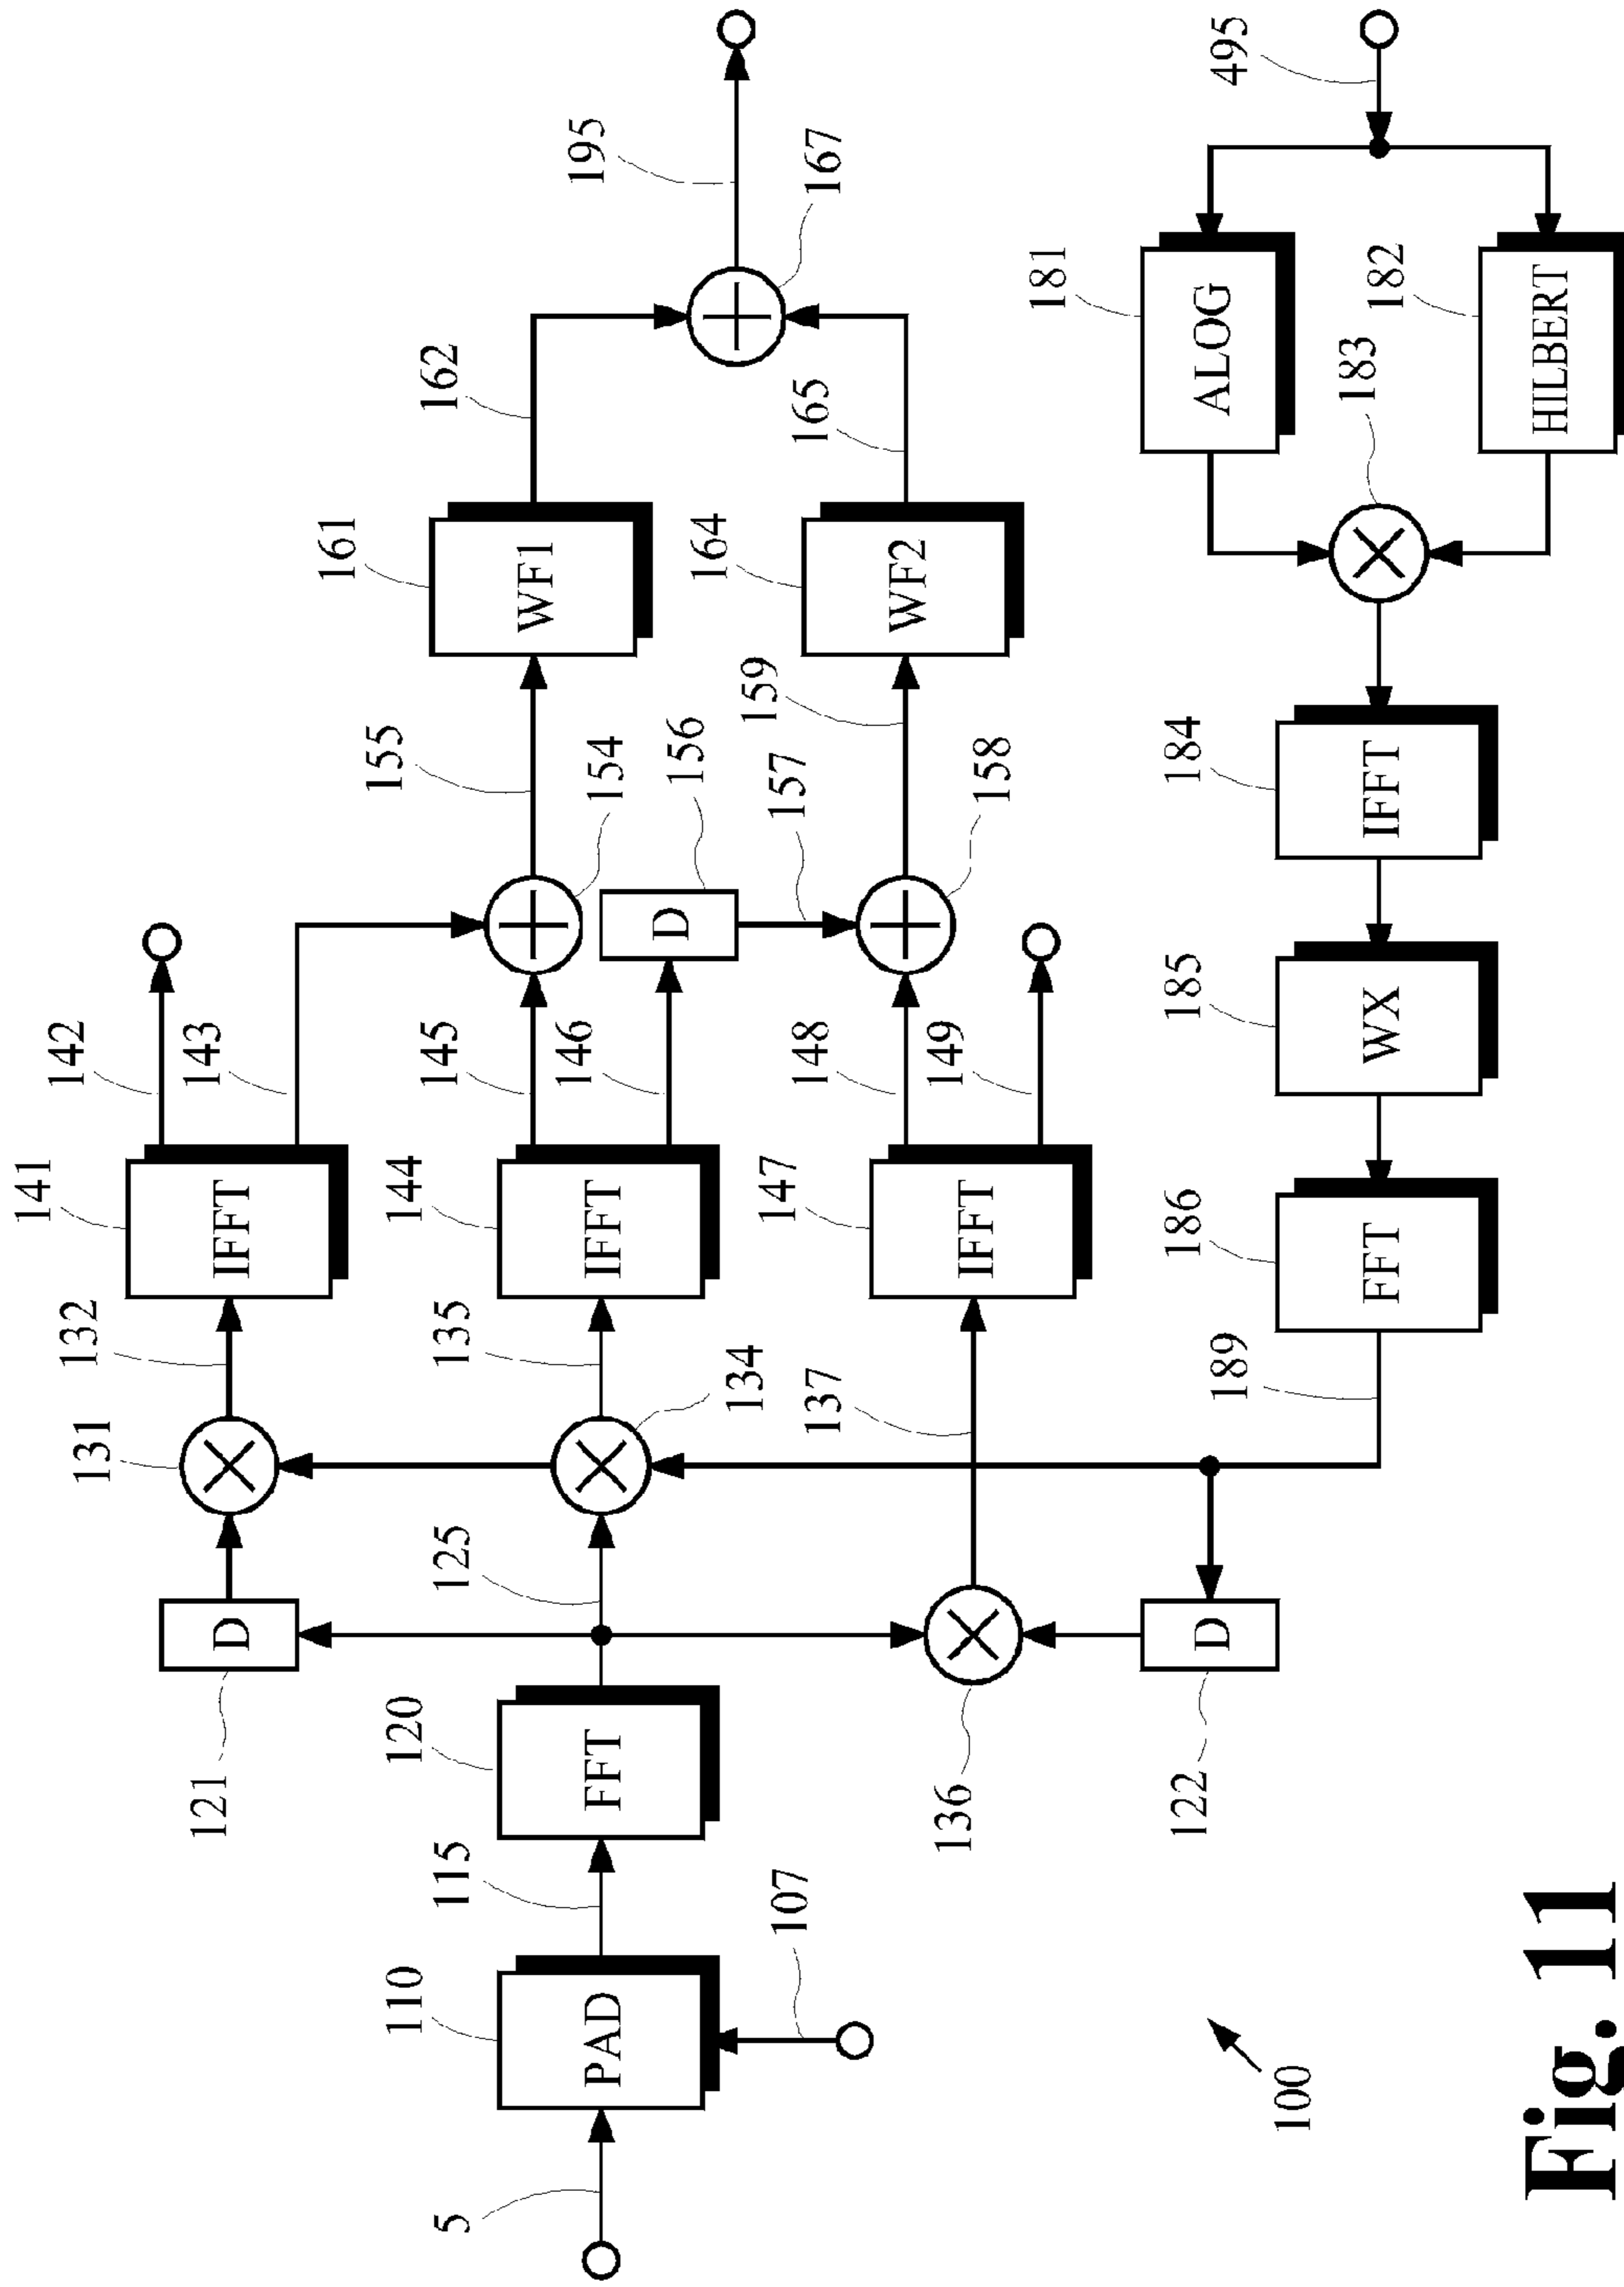 195
142
143
141
IFFT
132
131
D
121
155
162
161
WF1
167
154
145
146
144
IFFT
135
134
125
120
FFT
115
110
PAD
5
107
D
156
157
165
164
WF2
159
158
148
149
147
IFFT
137
136
D
122
495
181
ALOG
182
HILBERT
183
184
IFFT
185
WX
186
FFT
189
100
Fig. 11